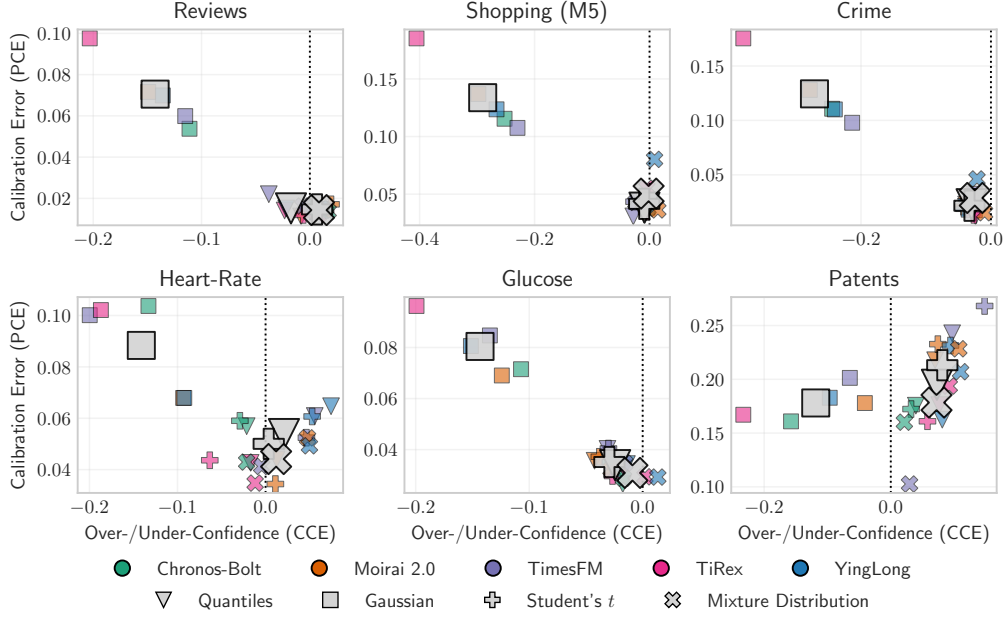 Reviews
Shopping (M5)
Crime
Calibration Error (PCE)
0.10
0.08
0.06
0.04
0.02
−0.2
−0.1
0.0
0.15
0.10
0.05
−0.4
−0.2
0.0
0.15
0.10
0.05
−0.2
0.0
Heart-Rate
Glucose
Patents
Calibration Error (PCE)
0.10
0.08
0.06
0.04
−0.2
−0.1
0.0
0.08
0.06
0.04
−0.2
−0.1
0.0
0.25
0.20
0.15
0.10
−0.2
0.0
Over-/Under-Confidence (CCE)
Over-/Under-Confidence (CCE)
Over-/Under-Confidence (CCE)
Chronos-Bolt
Moirai 2.0
TimesFM
TiRex
YingLong
Quantiles
Gaussian
Student's t
Mixture Distribution